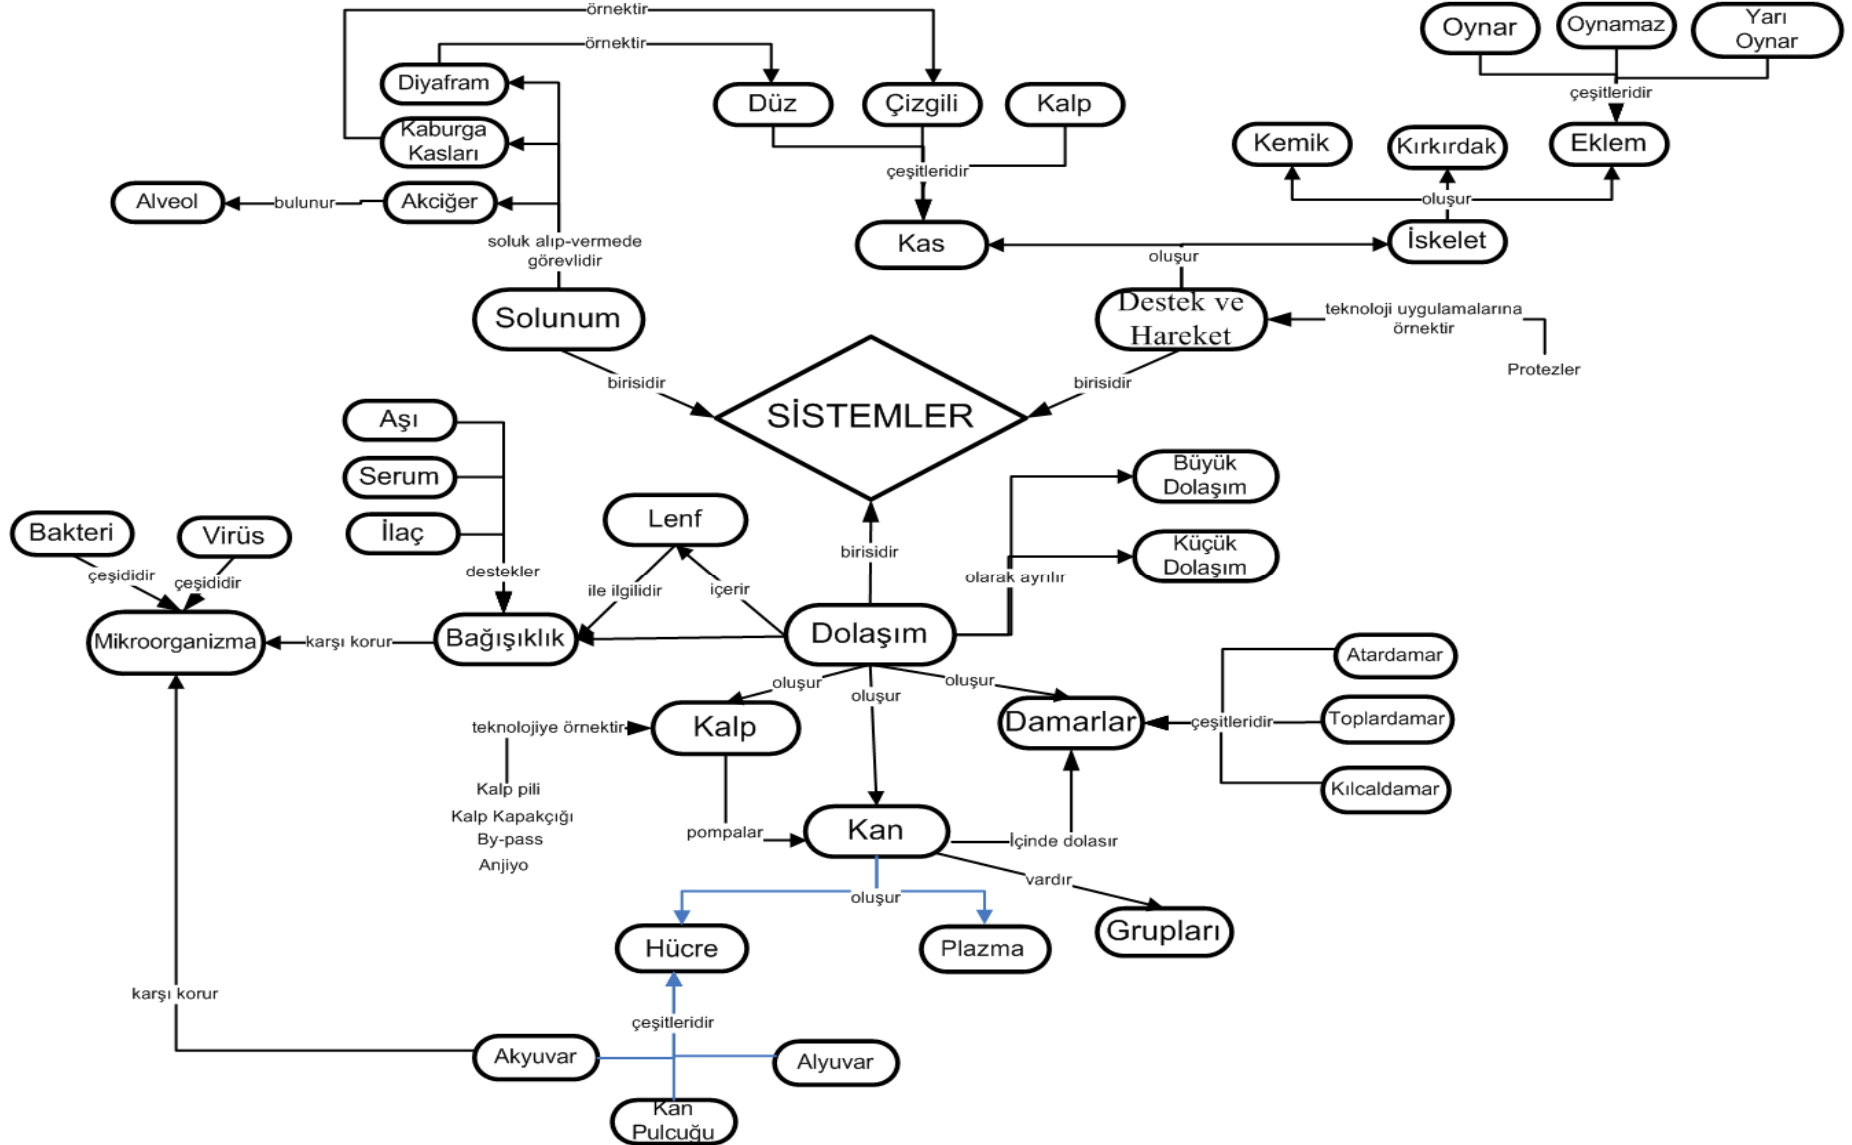 örnektir
örnektir
Oynar
Oynamaz
Yarı
Oynar
Diyafram
Düz
Çizgili
Kalp
çeşitleridir
Kaburga
Kasları
Kemik
Kırkırdak
Eklem
çeşitleridir
Alveol
bulunur
Akciğer
oluşur
soluk alıp-vermede
görevlidir
Kas
İskelet
oluşur
Solunum
Destek ve
Hareket
teknoloji uygulamalarına
örnektir
Protezler
birisidir
birisidir
SİSTEMLER
Aşı
Serum
İlaç
Büyük
Dolaşım
Lenf
Bakteri
Virüs
birisidir
Küçük
Dolaşım
çeşididir
çeşididir
destekler
ile ilgilidir
içerir
olarak ayrılır
Mikroorganizma
karşı korur
Bağışıklık
Dolaşım
Atardamar
oluşur
oluşur
oluşur
teknolojiye örnektir
Kalp
Damarlar
çeşitleridir
Toplardamar
Kalp pili
Kalp Kapakçığı
By-pass
Anjiyo
Kılcaldamar
pompalar
Kan
İçinde dolasır
vardır
oluşur
Grupları
Hücre
Plazma
karşı korur
çeşitleridir
Akyuvar
Alyuvar
Kan
Pulcuğu